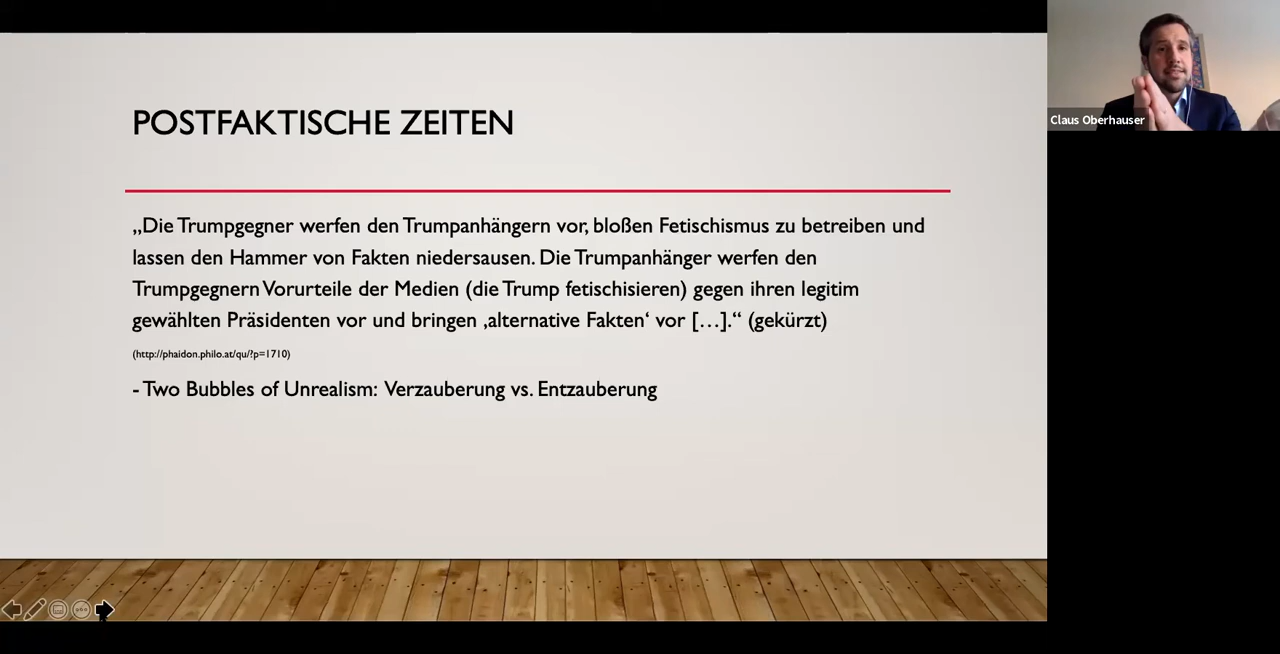 POSTFAKTISCHE ZEITEN
„Die Trumpgegner werfen den Trumpanhängern vor, bloßen Fetischismus zu betreiben und
lassen den Hammer von Fakten niedersausen. Die Trumpanhänger werfen den
Trumpgegnern Vorurteile der Medien (die Trump fetischisieren) gegen ihren legitim
gewählten Präsidenten vor und bringen ‚alternative Fakten‘ vor […].“ (gekürzt)
(http://phaidon.philo.at/qu/?p=1710)
- Two Bubbles of Unrealism: Verzauberung vs. Entzauberung
Claus Oberhauser